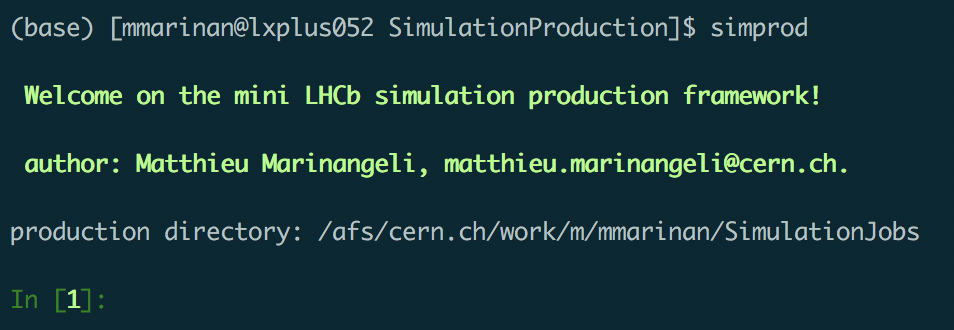 (base) [mmarinan@lxplus052 SimulationProduction]$ simprod
Welcome on the mini LHCb simulation production framework!
author: Matthieu Marinangeli, matthieu.marinangeli@cern.ch.
production directory: /afs/cern.ch/work/m/mmarinan/SimulationJobs
In [1]: